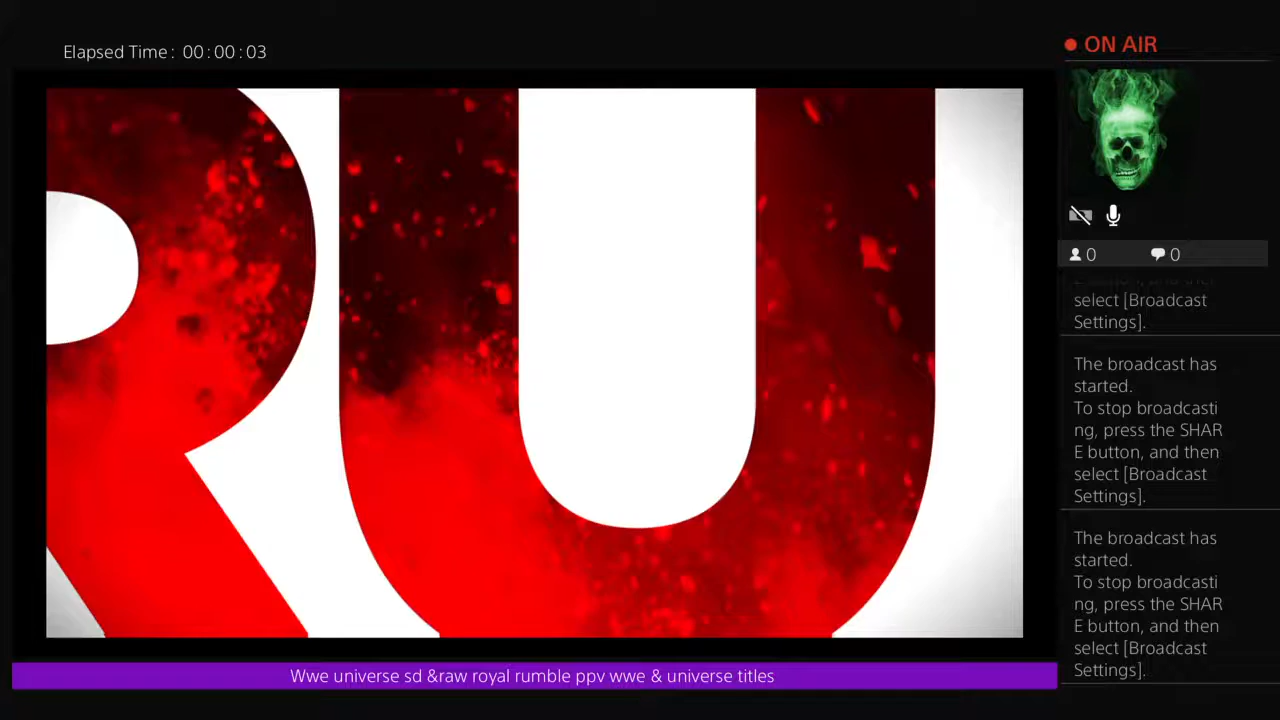 Elapsed Time: 00:00:03
ON AIR
RU
0 0
select [Broadcast
Settings].
The broadcast has
started.
To stop broadcasti
ng, press the SHAR
E button, and then
select [Broadcast
Settings].
The broadcast has
started.
To stop broadcasti
ng, press the SHAR
E button, and then
select [Broadcast
Settings].
Wwe universe sd &raw royal rumble ppv wwe & universe titles